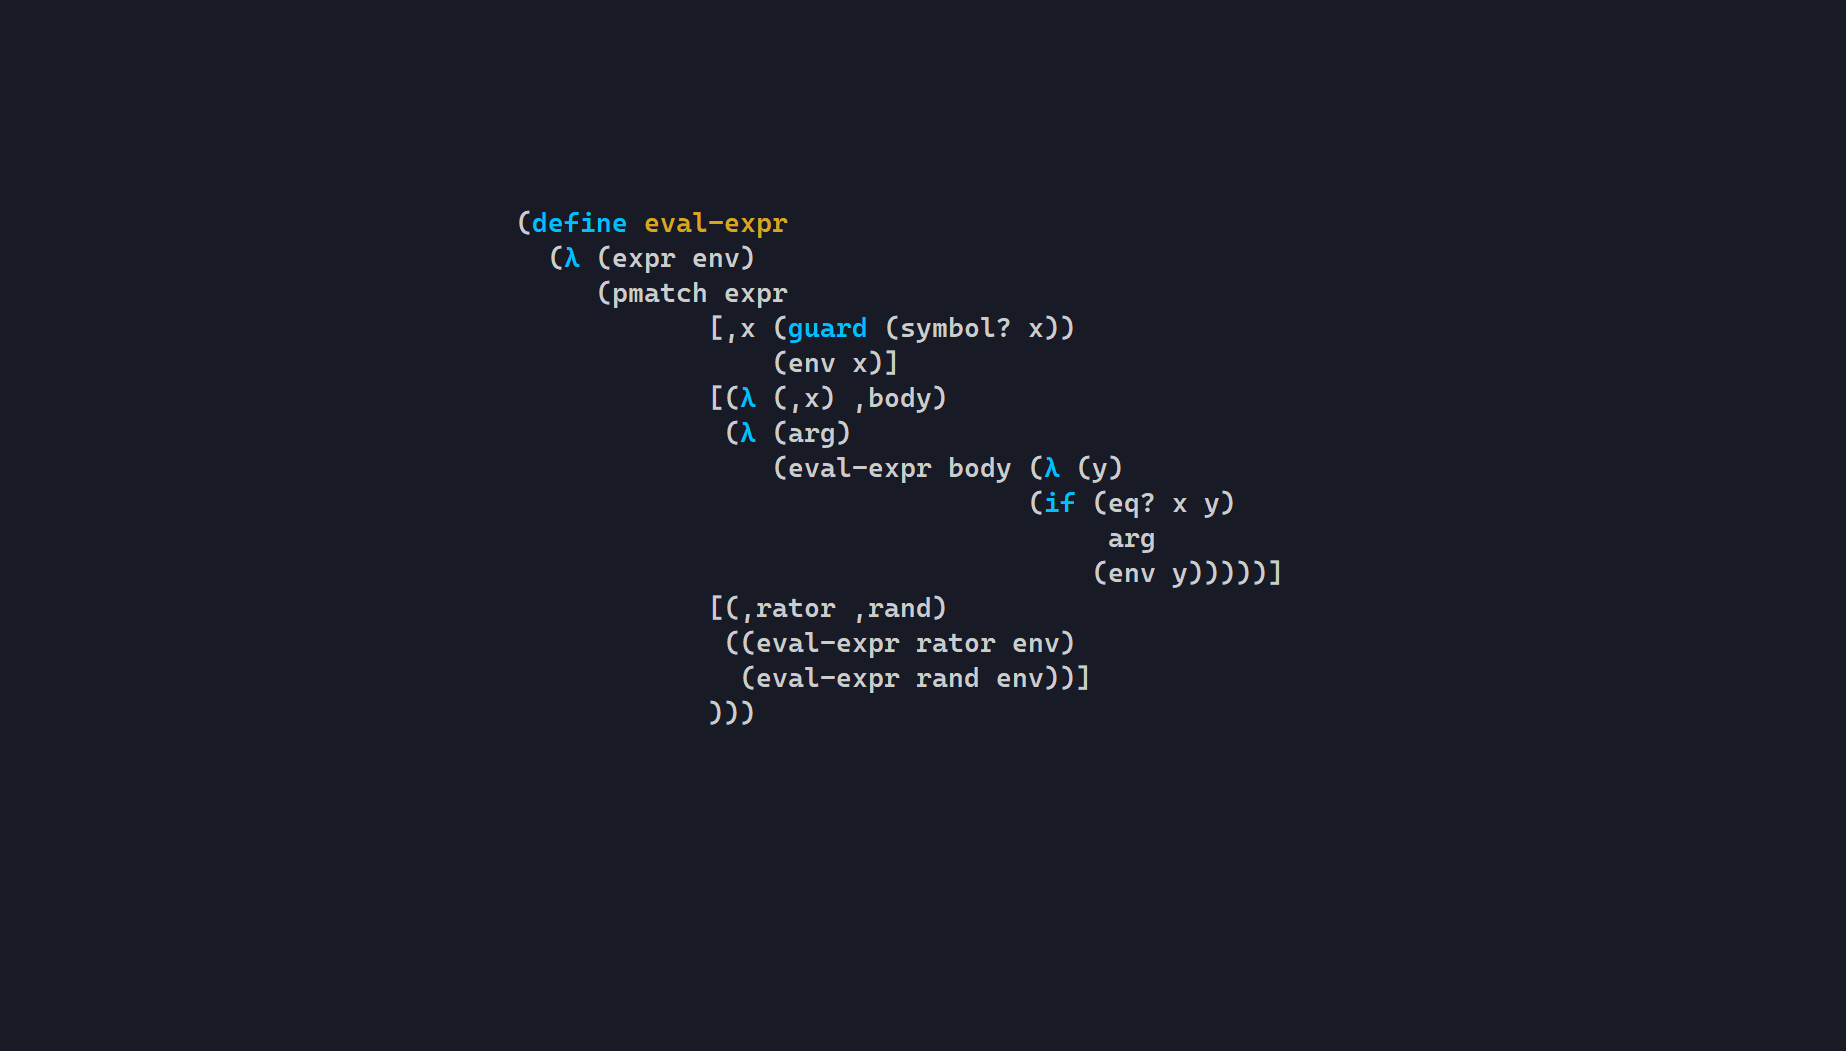 (define eval-expr
  (λ (expr env)
     (pmatch expr
            [,x (guard (symbol? x))
                (env x)]
            [(λ (,x) ,body)
             (λ (arg)
                (eval-expr body (λ (y)
                                (if (eq? x y)
                                     arg
                                    (env y)))))]
            [(,rator ,rand)
             ((eval-expr rator env)
              (eval-expr rand env))]
            )))